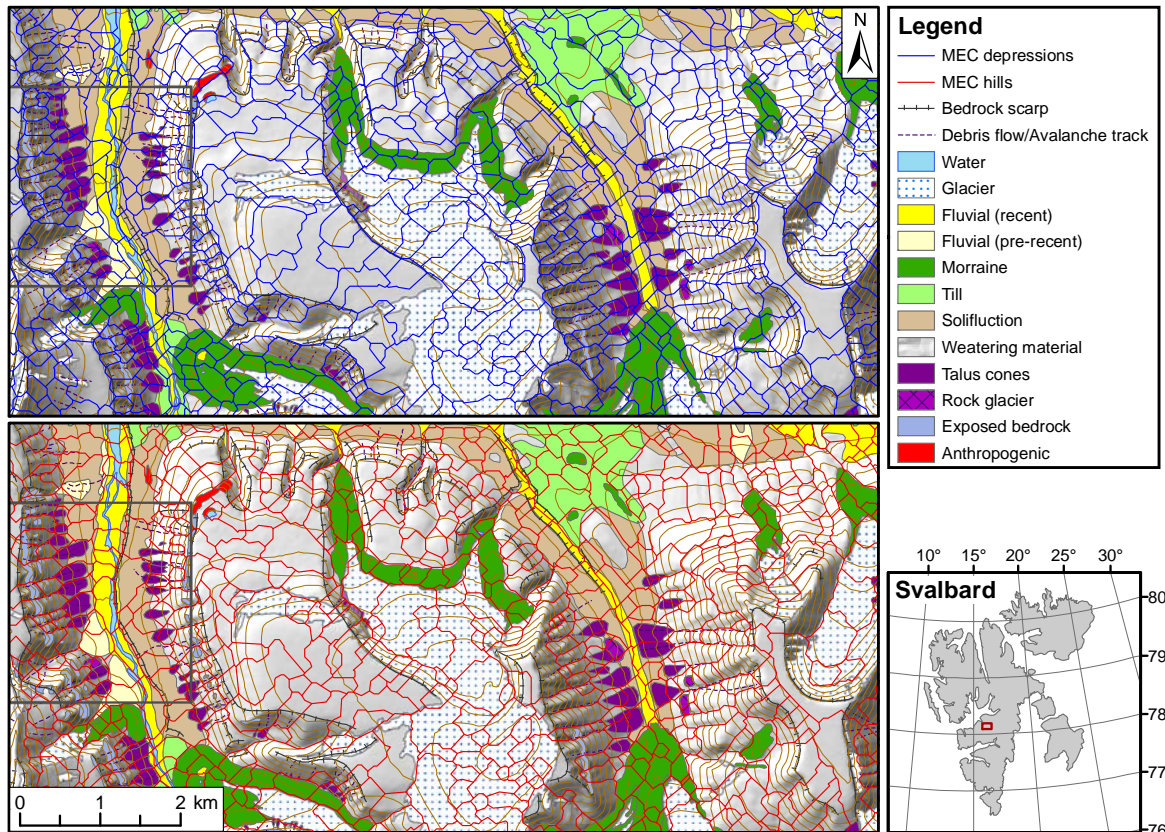 N
Legend
MEC depressions
MEC hills
Bedrock scarp
Debris flow/Avalanche track
Water
Glacier
Fluvial (recent)
Fluvial (pre-recent)
Morraine
Till
Solifluction
Weatering material
Talus cones
Rock glacier
Exposed bedrock
Anthropogenic
0 1 2 km
10° 15° 20° 25° 30°
Svalbard
80
79
78
77
76